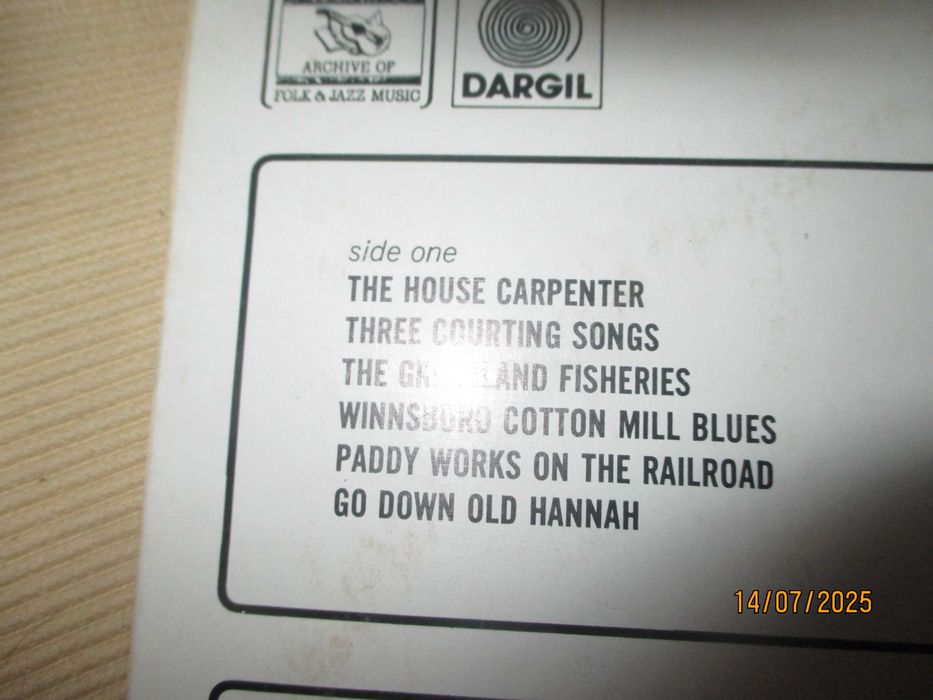 ARCHIVE OF
FOLK & JAZZ MUSIC
DARGIL
side one
THE HOUSE CARPENTER
THREE COURTING SONGS
THE GREENLAND FISHERIES
WINNSBORO COTTON MILL BLUES
PADDY WORKS ON THE RAILROAD
GO DOWN OLD HANNAH
14/07/2025